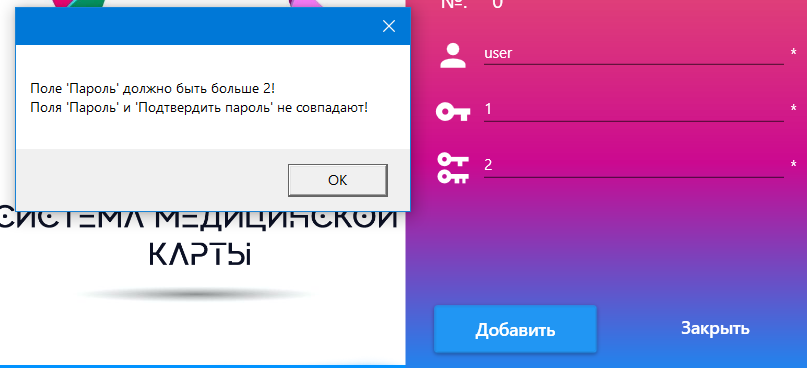 Поле 'Пароль' должно быть больше 2!
Поля 'Пароль' и 'Подтвердить пароль' не совпадают!
OK
СИСТЕМА МЕДИЦИНСКОЙ
КАРТЫ
№: 0
user *
1 *
2 *
Добавить
Закрыть